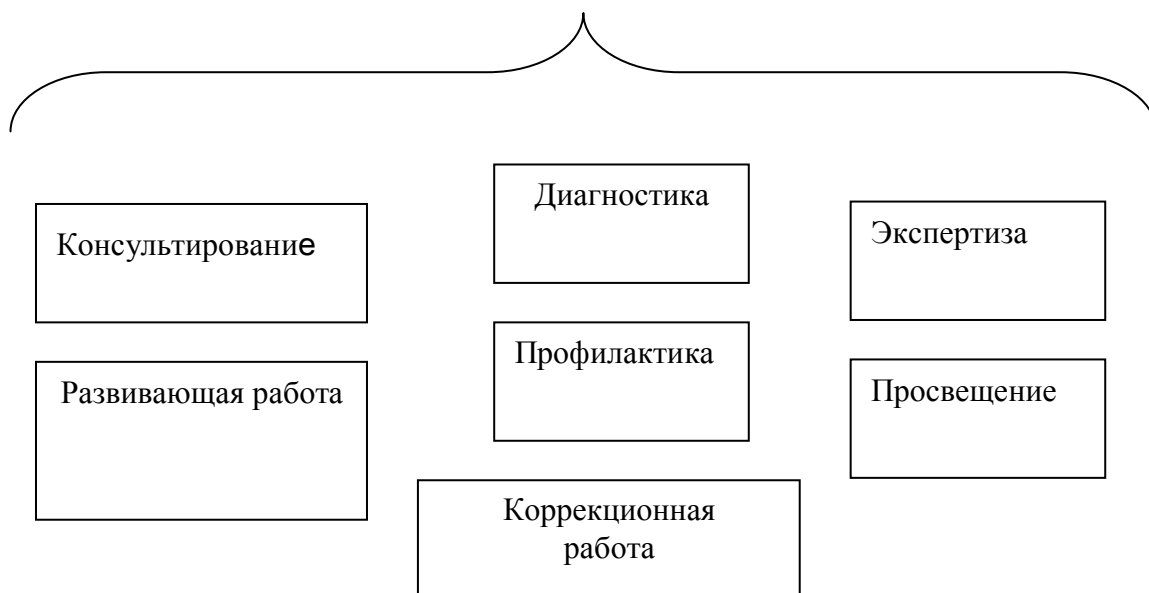 Диагностика
Консультирование
Экспертиза
Профилактика
Развивающая работа
Просвещение
Коррекционная
работа